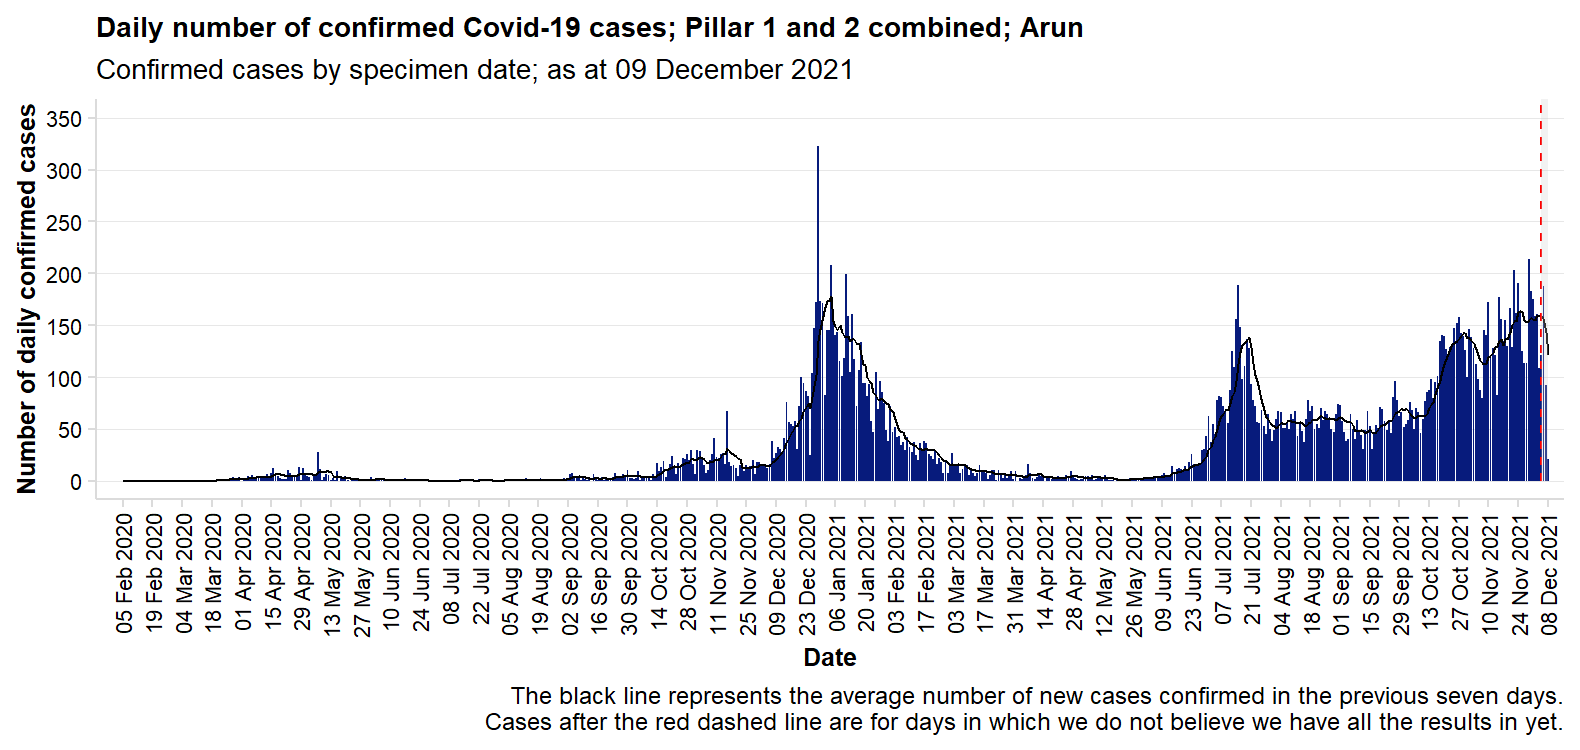 Daily number of confirmed Covid-19 cases; Pillar 1 and 2 combined; Arun
Confirmed cases by specimen date; as at 09 December 2021
Number of daily confirmed cases
350
300
250
200
150
100
50
0
05 Feb 2020
19 Feb 2020
04 Mar 2020
18 Mar 2020
01 Apr 2020
15 Apr 2020
29 Apr 2020
13 May 2020
27 May 2020
10 Jun 2020
24 Jun 2020
08 Jul 2020
22 Jul 2020
05 Aug 2020
19 Aug 2020
02 Sep 2020
16 Sep 2020
30 Sep 2020
14 Oct 2020
28 Oct 2020
11 Nov 2020
25 Nov 2020
09 Dec 2020
23 Dec 2020
06 Jan 2021
20 Jan 2021
03 Feb 2021
17 Feb 2021
03 Mar 2021
17 Mar 2021
31 Mar 2021
14 Apr 2021
28 Apr 2021
12 May 2021
26 May 2021
09 Jun 2021
23 Jun 2021
07 Jul 2021
21 Jul 2021
04 Aug 2021
18 Aug 2021
01 Sep 2021
15 Sep 2021
29 Sep 2021
13 Oct 2021
27 Oct 2021
10 Nov 2021
24 Nov 2021
08 Dec 2021
Date
The black line represents the average number of new cases confirmed in the previous seven days.
Cases after the red dashed line are for days in which we do not believe we have all the results in yet.